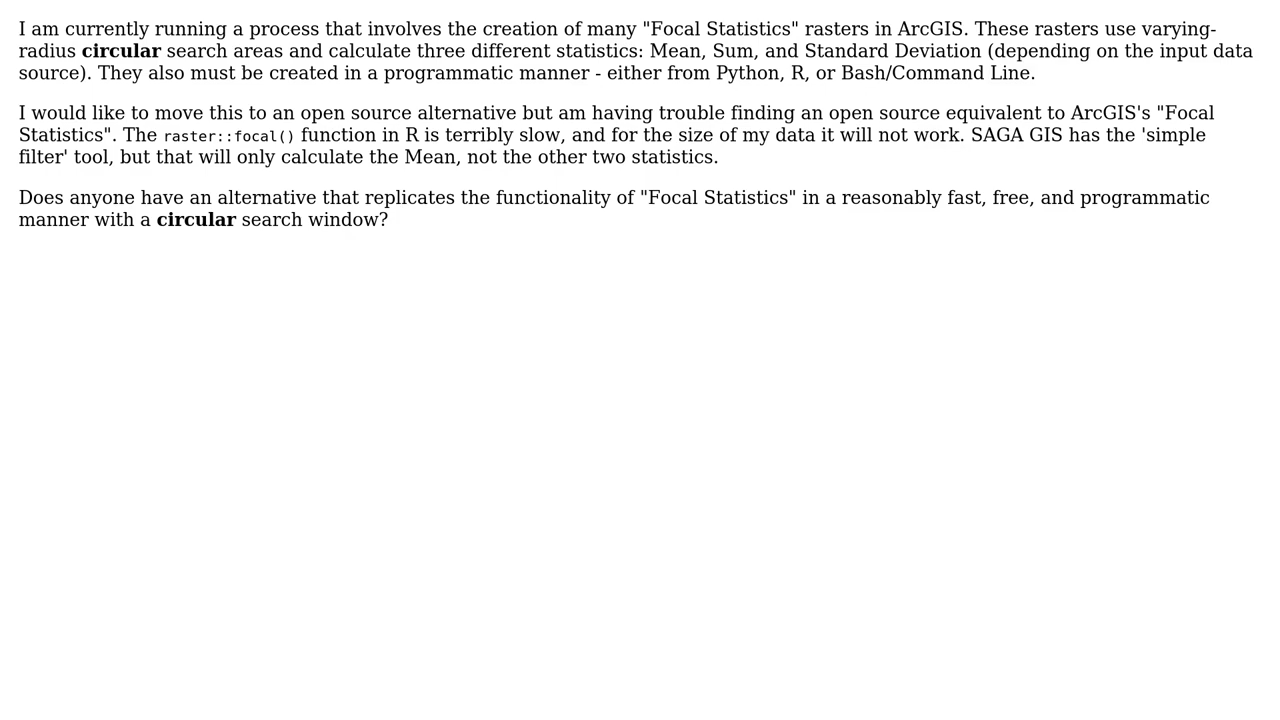 I am currently running a process that involves the creation of many "Focal Statistics" rasters in ArcGIS. These rasters use varying-
radius circular search areas and calculate three different statistics: Mean, Sum, and Standard Deviation (depending on the input data
source). They also must be created in a programmatic manner - either from Python, R, or Bash/Command Line.
I would like to move this to an open source alternative but am having trouble finding an open source equivalent to ArcGIS's "Focal
Statistics". The raster::focal() function in R is terribly slow, and for the size of my data it will not work. SAGA GIS has the 'simple
filter' tool, but that will only calculate the Mean, not the other two statistics.
Does anyone have an alternative that replicates the functionality of "Focal Statistics" in a reasonably fast, free, and programmatic
manner with a circular search window?